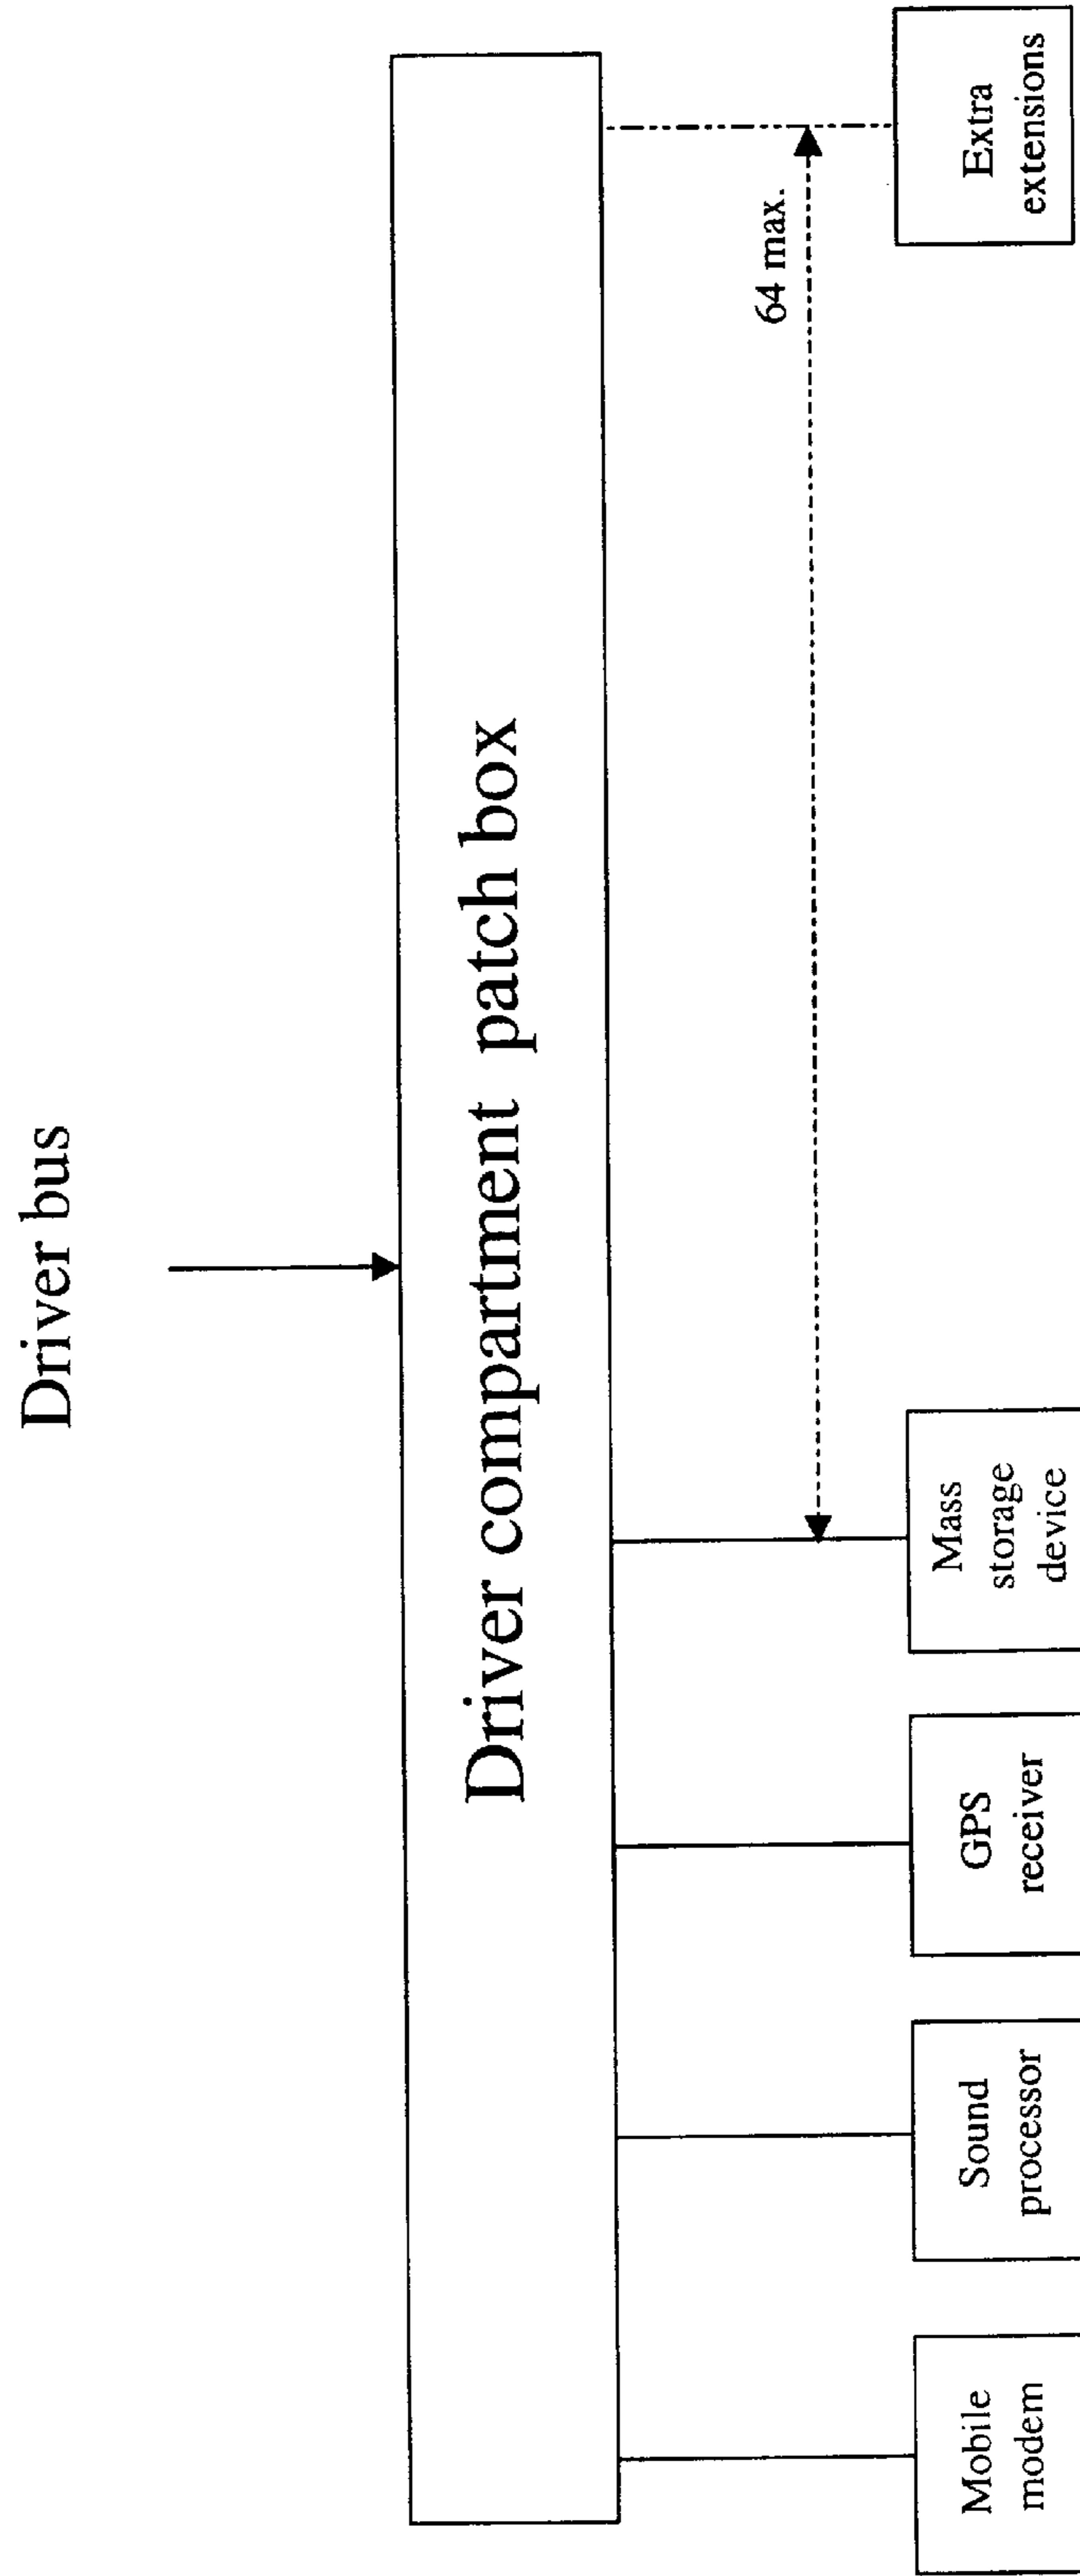 Driver bus
Driver compartment patch box
64 max.
Mobile
modem
Sound
processor
GPS
receiver
Mass
storage
device
Extra
extensions